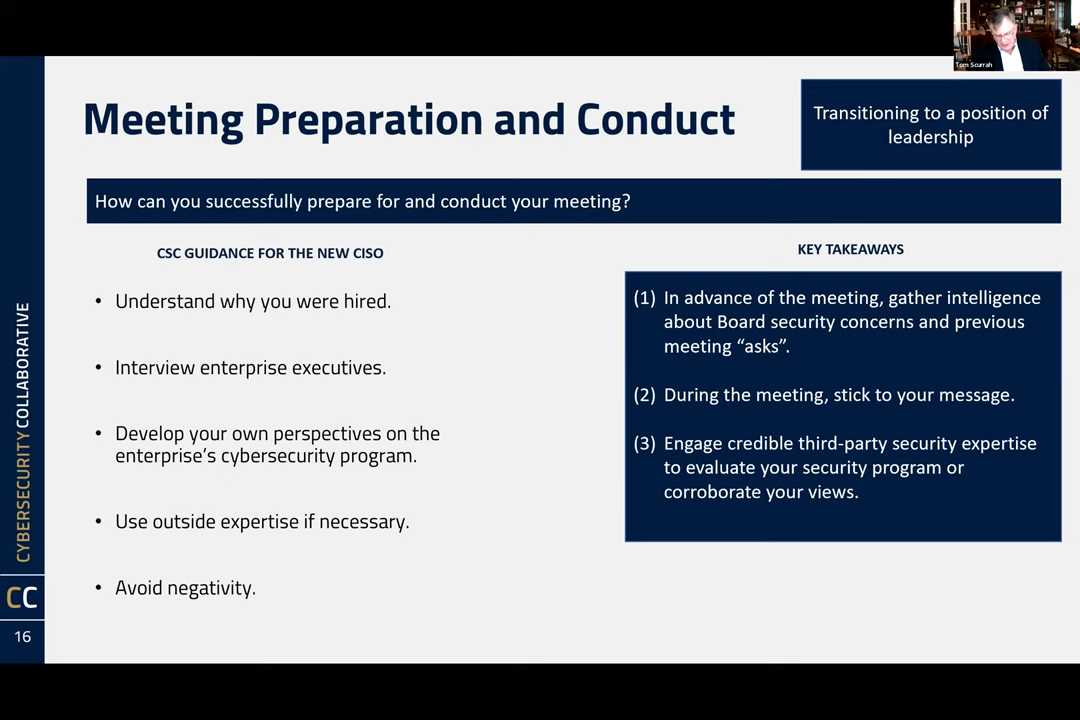 Tom Scurrah
Meeting Preparation and Conduct
Transitioning to a position of
leadership
How can you successfully prepare for and conduct your meeting?
CSC GUIDANCE FOR THE NEW CISO
• Understand why you were hired.
• Interview enterprise executives.
• Develop your own perspectives on the
enterprise’s cybersecurity program.
• Use outside expertise if necessary.
• Avoid negativity.
KEY TAKEAWAYS
(1) In advance of the meeting, gather intelligence
about Board security concerns and previous
meeting “asks”.
(2) During the meeting, stick to your message.
(3) Engage credible third-party security expertise
to evaluate your security program or
corroborate your views.
CYBERSECURITY COLLABORATIVE
CC
16